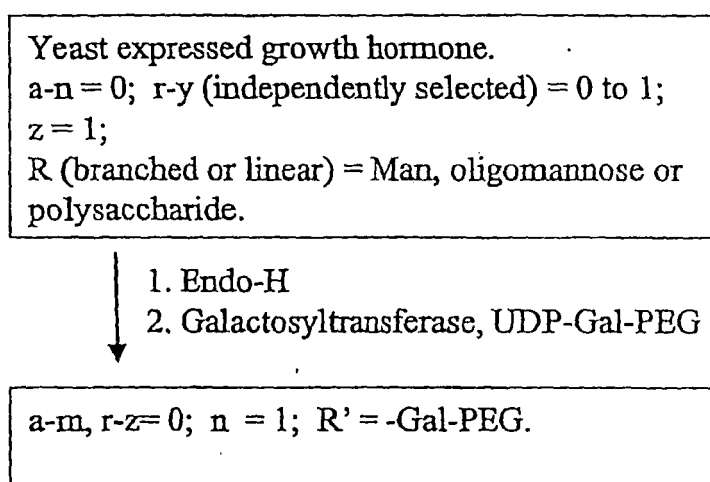 Yeast expressed growth hormone.
a-n = 0; r-y (independently selected) = 0 to 1;
z = 1;
R (branched or linear) = Man, oligomannose or
polysaccharide.
1. Endo-H
2. Galactosyltransferase, UDP-Gal-PEG
a-m, r-z= 0; n = 1; R' = -Gal-PEG.